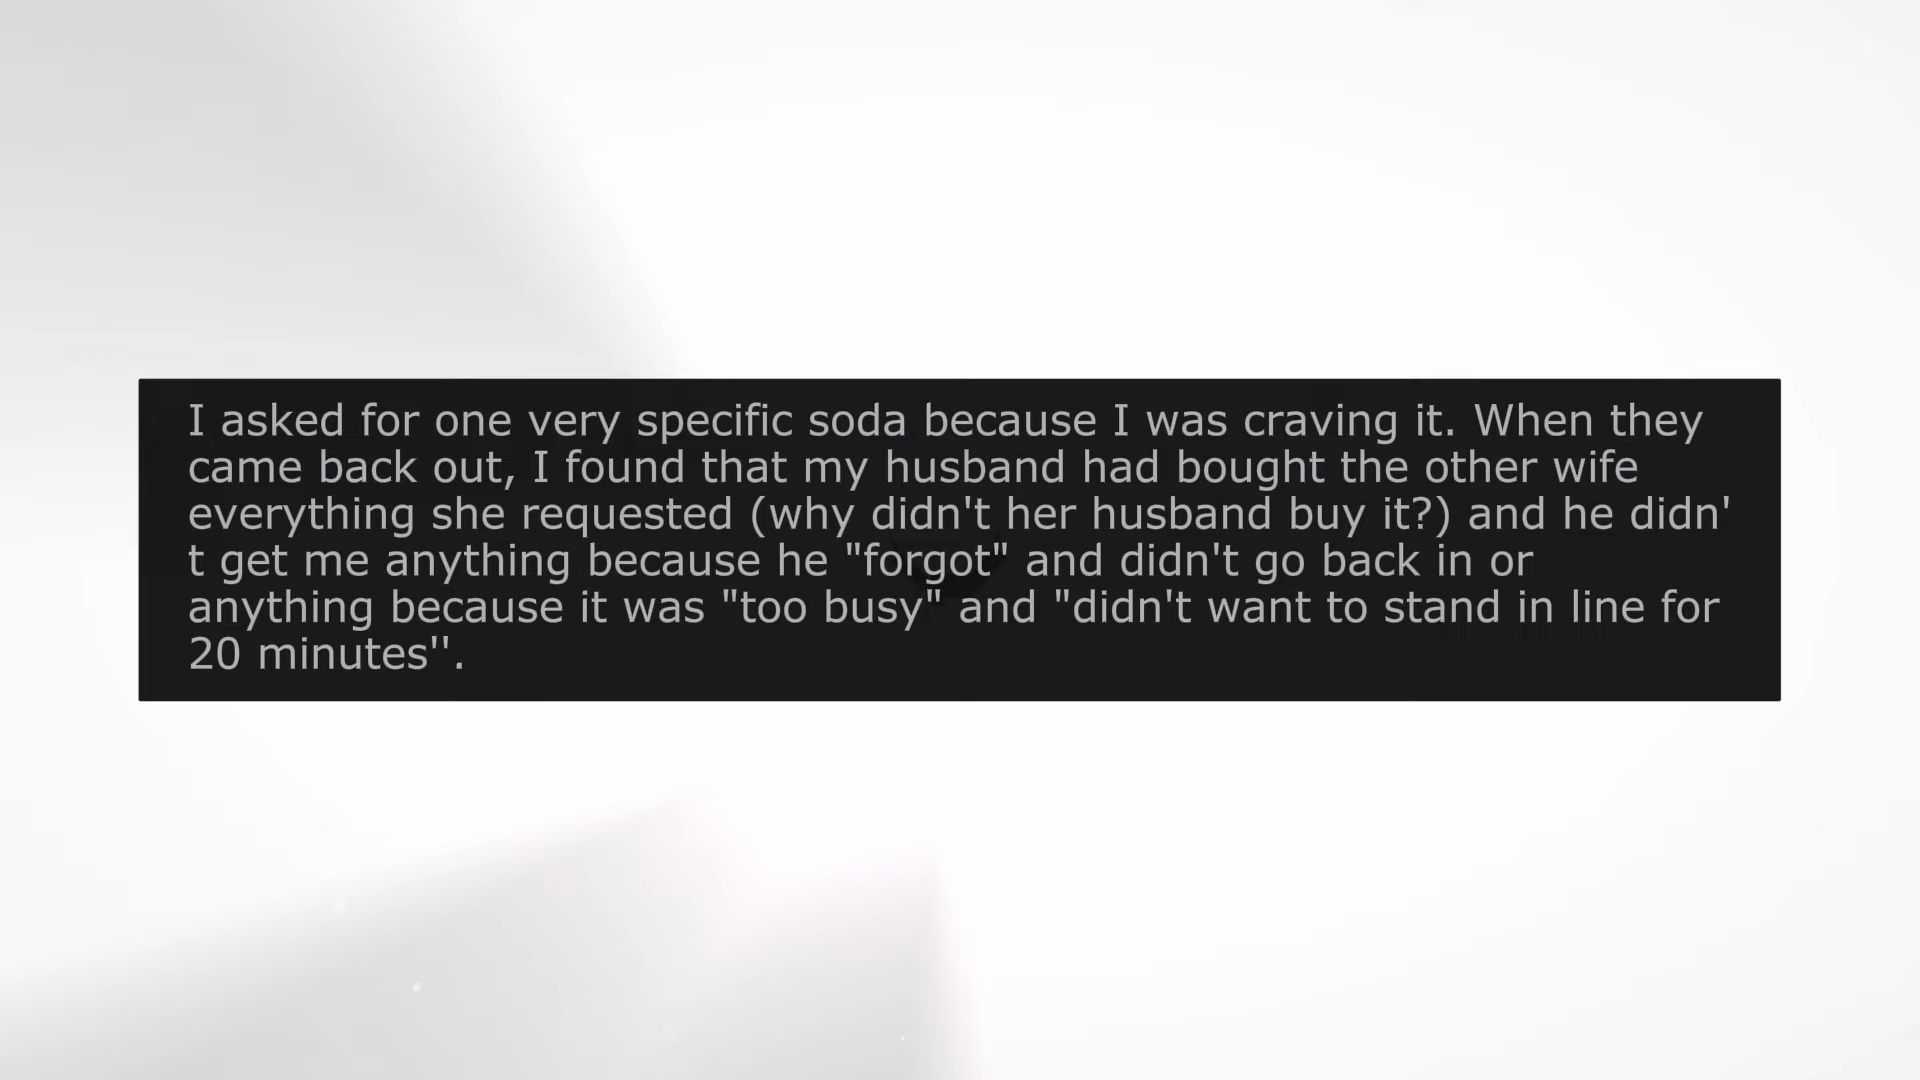 I asked for one very specific soda because I was craving it. When they
came back out, I found that my husband had bought the other wife
everything she requested (why didn't her husband buy it?) and he didn'
t get me anything because he "forgot" and didn't go back in or
anything because it was "too busy" and "didn't want to stand in line for
20 minutes''.